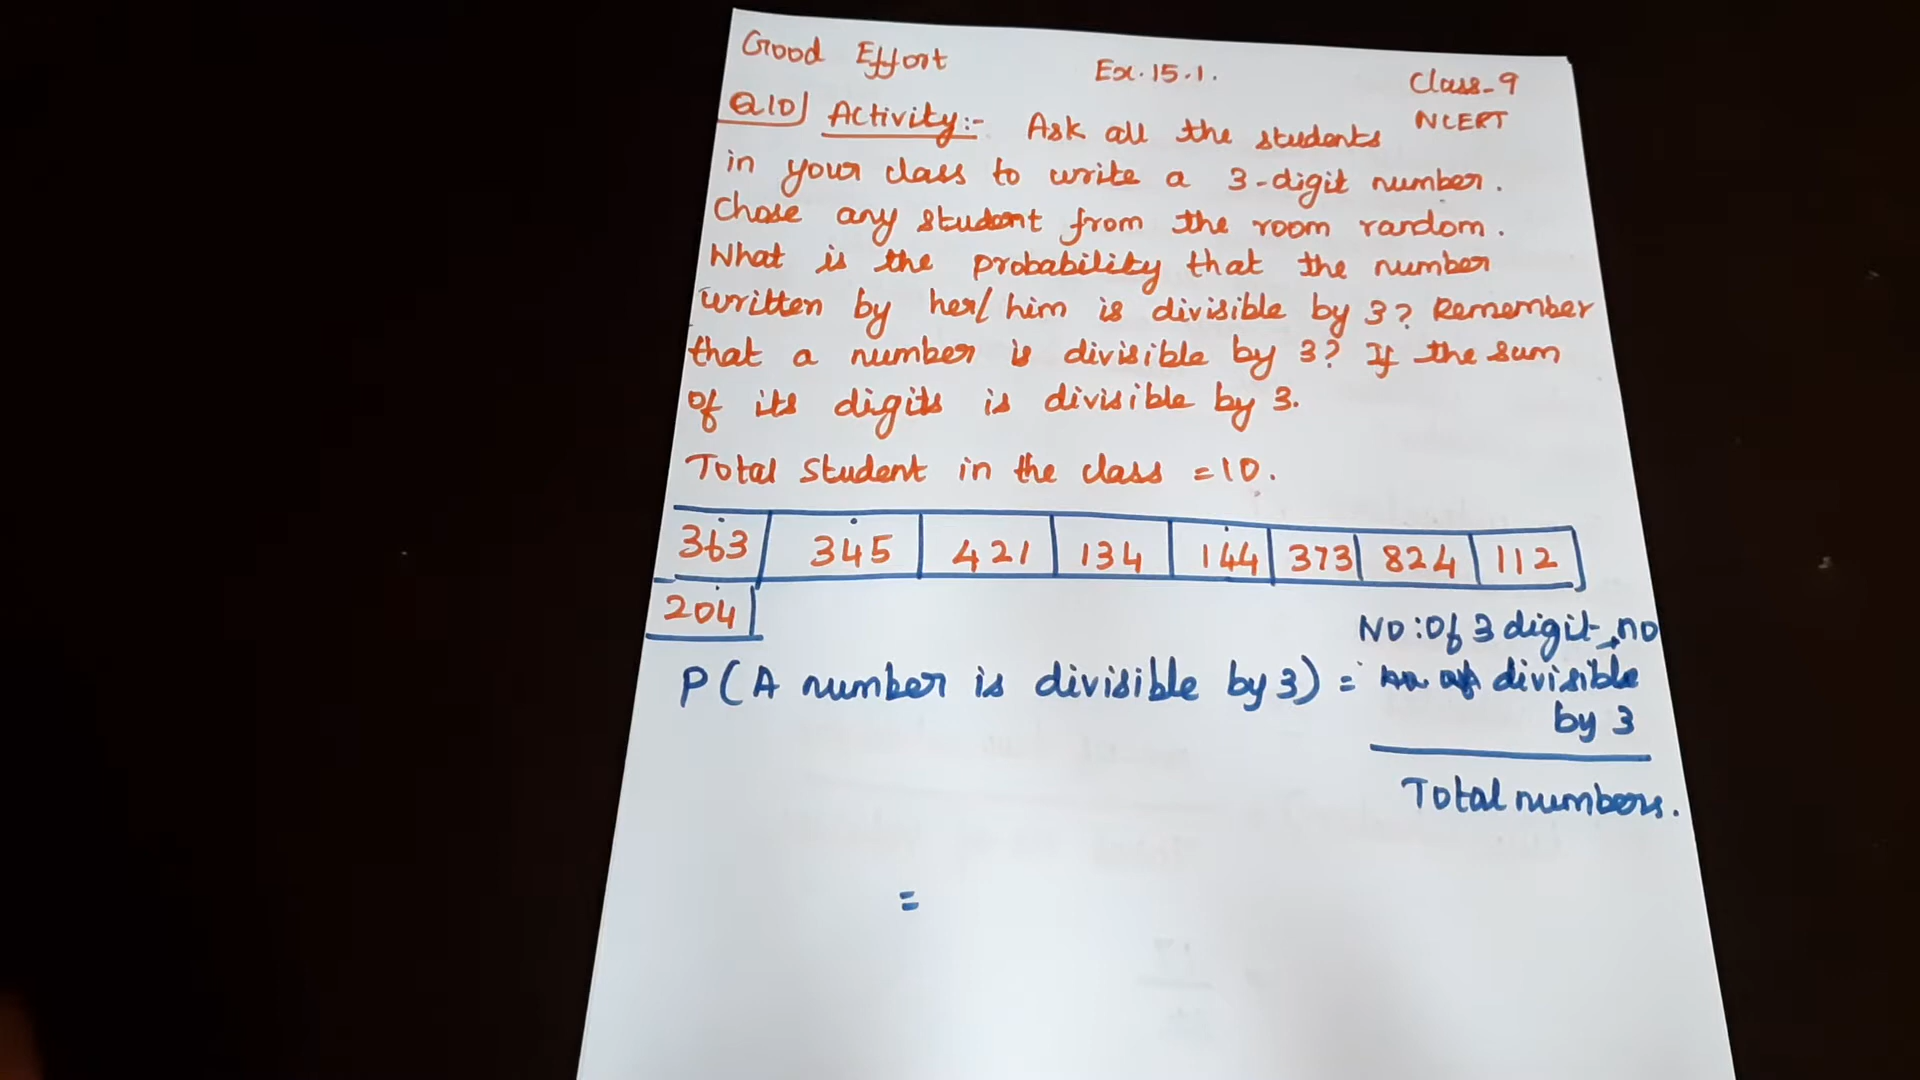 Good Effort Ex.15.1. Class-9
NCERT
Q10) Activity:- Ask all the students
in your class to write a 3-digit number.
Chose any student from the room random.
What is the probability that the number
written by her/him is divisible by 3? Remember
that a number is divisible by 3? If the sum
of its digits is divisible by 3.
Total Student in the class = 10.
363 345 421 134 144 373 824 112
204
No: Of 3 digit no
P(A number is divisible by 3) = divisible
by 3
Total numbers.
=